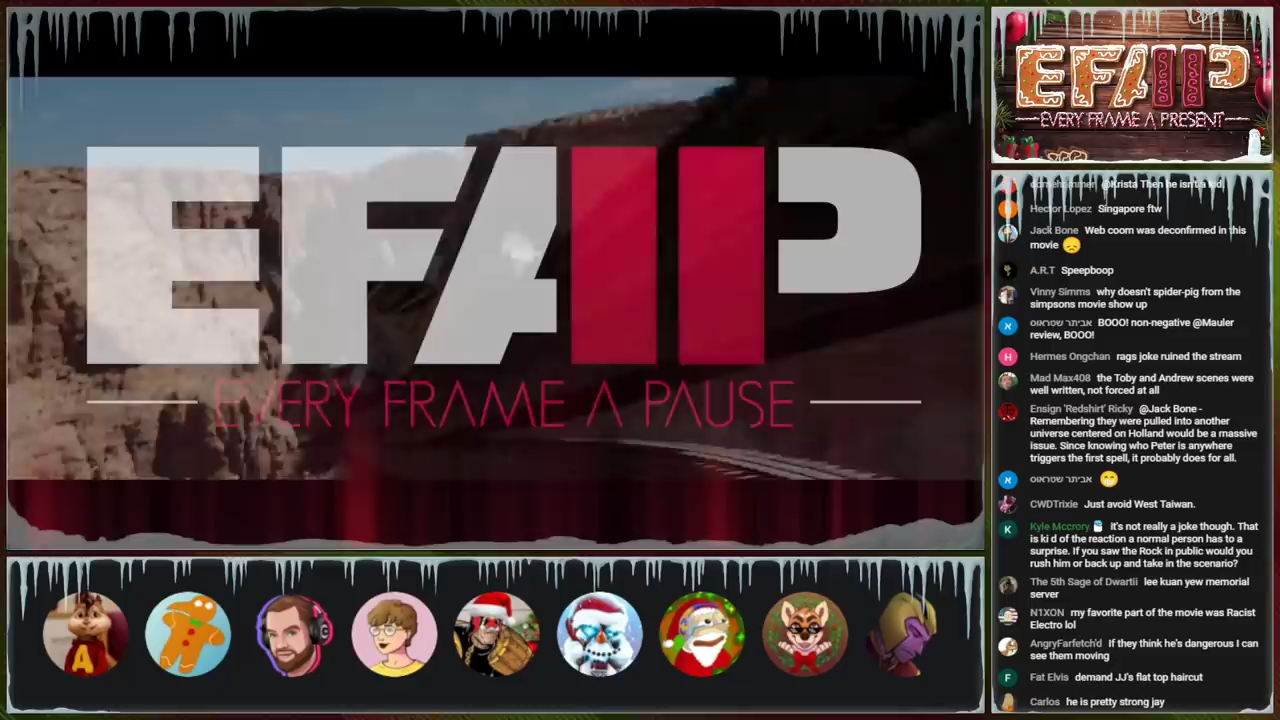 EFAP
EVERY FRAME A PAUSE
EFAP
EVERY FRAME A PRESENT
@Krista Then he isn't a kid.
Hector Lopez Singapore ftw
Jack Bone Web coom was deconfirmed in this
movie
A.R.T Speepboop
Vinny Simms why doesn't spider-pig from the
simpsons movie show up
אביתר שטראוס BOOO! non-negative @Mauler
review, BOOO!
Hermes Ongchan rags joke ruined the stream
Mad Max408 the Toby and Andrew scenes were
well written, not forced at all
Ensign 'Redshirt' Ricky @Jack Bone -
Remembering they were pulled into another
universe centered on Holland would be a massive
issue. Since knowing who Peter is anywhere
triggers the first spell, it probably does for all.
אביתר שטראוס
CWDTrixie Just avoid West Taiwan.
Kyle Mccrory it's not really a joke though. That
is ki d of the reaction a normal person has to a
surprise. If you saw the Rock in public would you
rush him or back up and take in the scenario?
The 5th Sage of Dwartii lee kuan yew memorial
server
N1XON my favorite part of the movie was Racist
Electro lol
AngryFarfetch'd If they think he's dangerous I can
see them moving
Fat Elvis demand JJ's flat top haircut
Carlos he is pretty strong jay
A
H
K
F